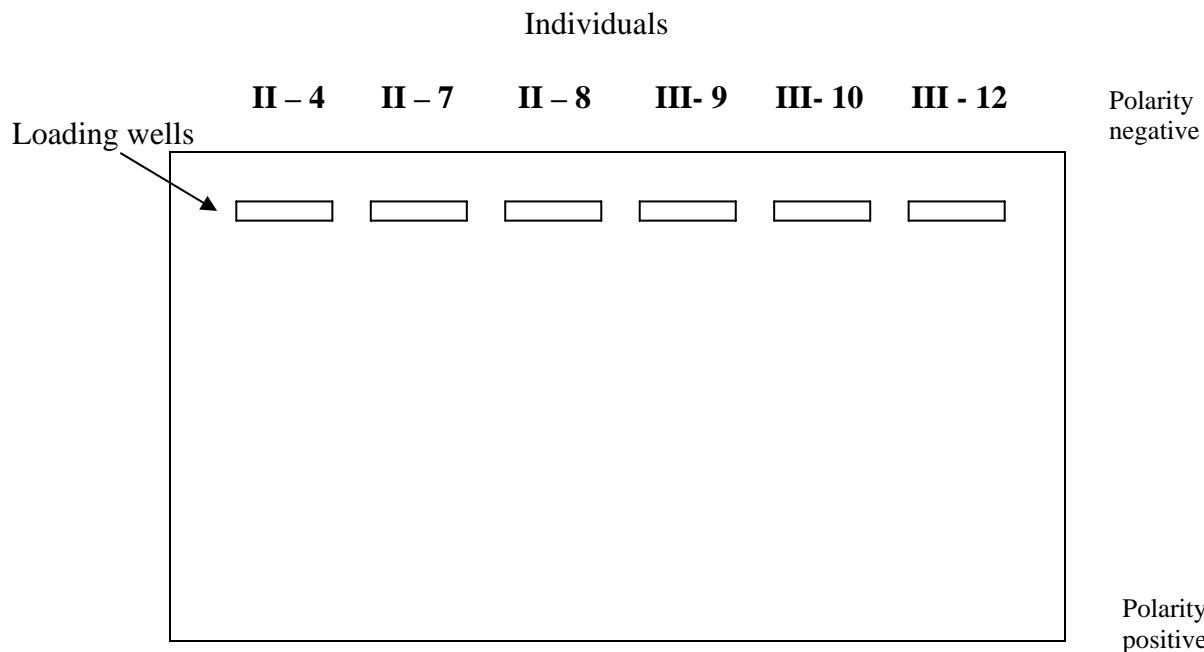 Individuals
II – 4 II – 7 II – 8 III- 9 III- 10 III - 12
Polarity
negative
Loading wells
Polarity
positive